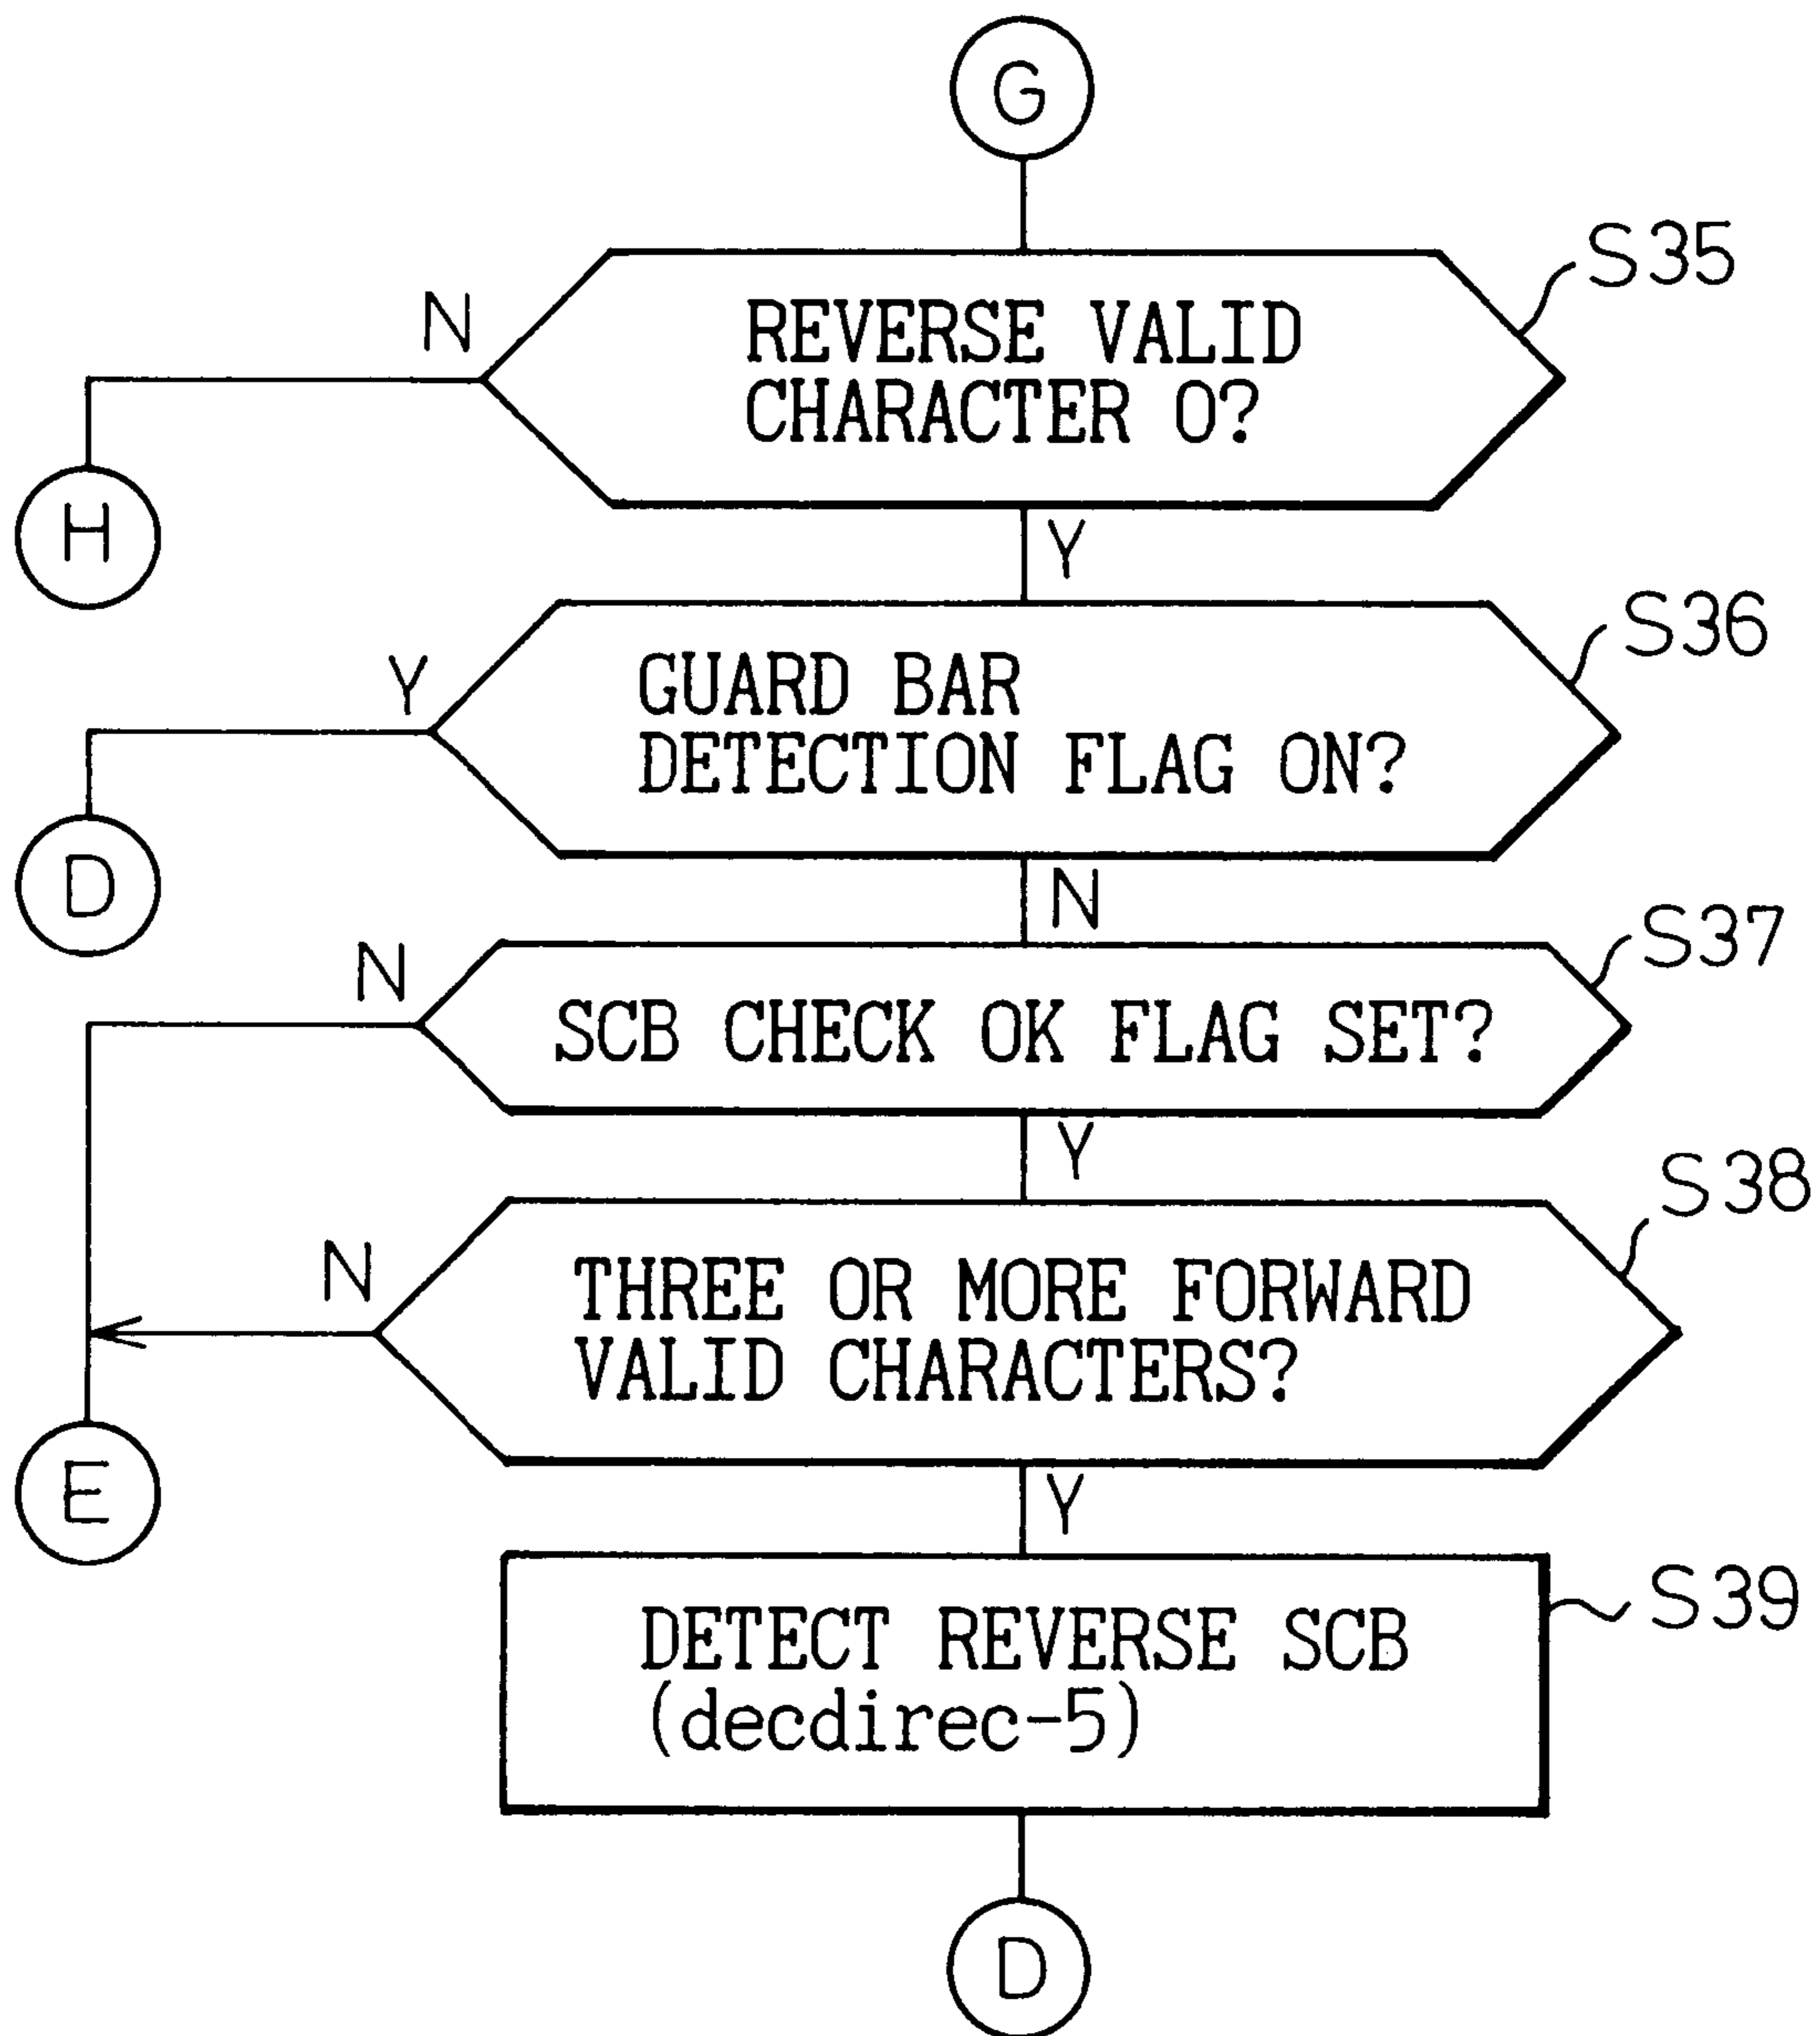 G
S35
N
REVERSE VALID
CHARACTER 0?
H
Y
S36
Y
GUARD BAR
DETECTION FLAG ON?
D
N
S37
N
SCB CHECK OK FLAG SET?
Y
S38
N
THREE OR MORE FORWARD
VALID CHARACTERS?
E
Y
S39
DETECT REVERSE SCB
(decdirec-5)
D